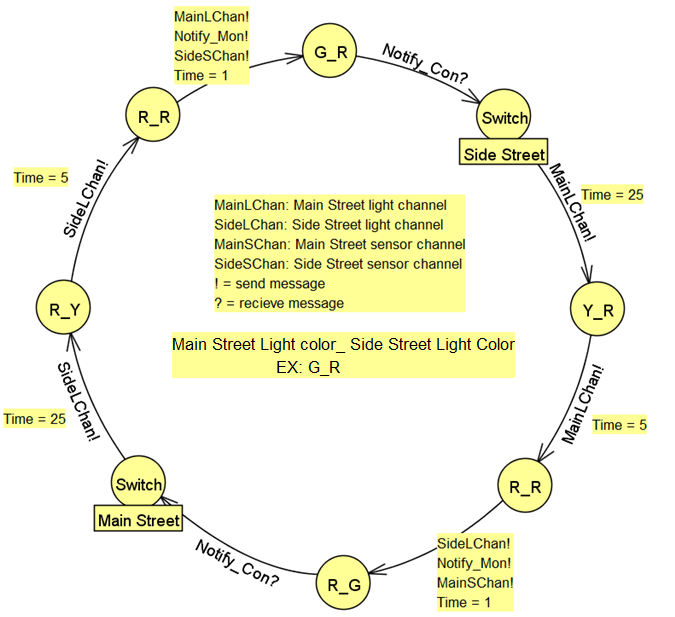 MainLChan!
Notify_Mon!
SideSChan!
Time = 1
G_R
Notify_Con?
Switch
Side Street
MainLChan!
Time = 25
Y_R
MainLChan!
Time = 5
R_R
SideLChan!
Notify_Mon!
MainSChan!
Time = 1
R_G
Notify_Con?
Switch
Main Street
SideLChan!
Time = 25
R_Y
SideLChan!
Time = 5
R_R
MainLChan: Main Street light channel
SideLChan: Side Street light channel
MainSChan: Main Street sensor channel
SideSChan: Side Street sensor channel
! = send message
? = recieve message
Main Street Light color_ Side Street Light Color
EX: G_R